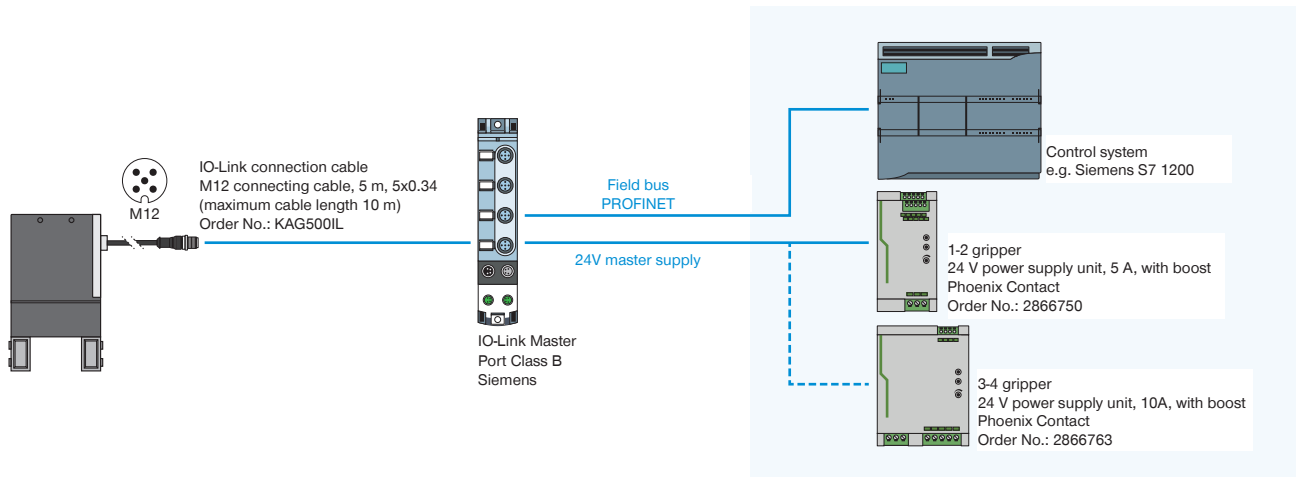 M12
IO-Link connection cable
M12 connecting cable, 5 m, 5x0.34
(maximum cable length 10 m)
Order No.: KAG500IL
IO-Link Master
Port Class B
Siemens
Field bus
PROFINET
24V master supply
Control system
e.g. Siemens S7 1200
1-2 gripper
24 V power supply unit, 5 A, with boost
Phoenix Contact
Order No.: 2866750
3-4 gripper
24 V power supply unit, 10A, with boost
Phoenix Contact
Order No.: 2866763